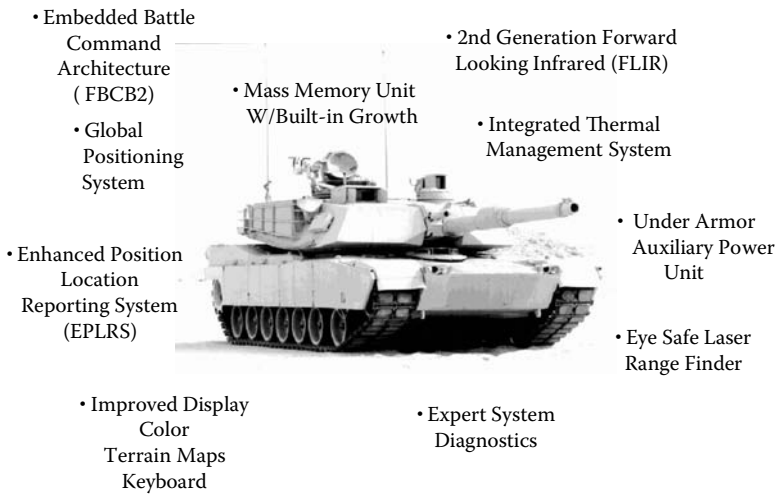 • Embedded Battle
Command
Architecture
( FBCB2)
• Global
Positioning
System
• Mass Memory Unit
W/Built-in Growth
• 2nd Generation Forward
Looking Infrared (FLIR)
• Integrated Thermal
Management System
• Under Armor
Auxiliary Power
Unit
• Enhanced Position
Location
Reporting System
(EPLRS)
• Eye Safe Laser
Range Finder
• Improved Display
Color
Terrain Maps
Keyboard
• Expert System
Diagnostics